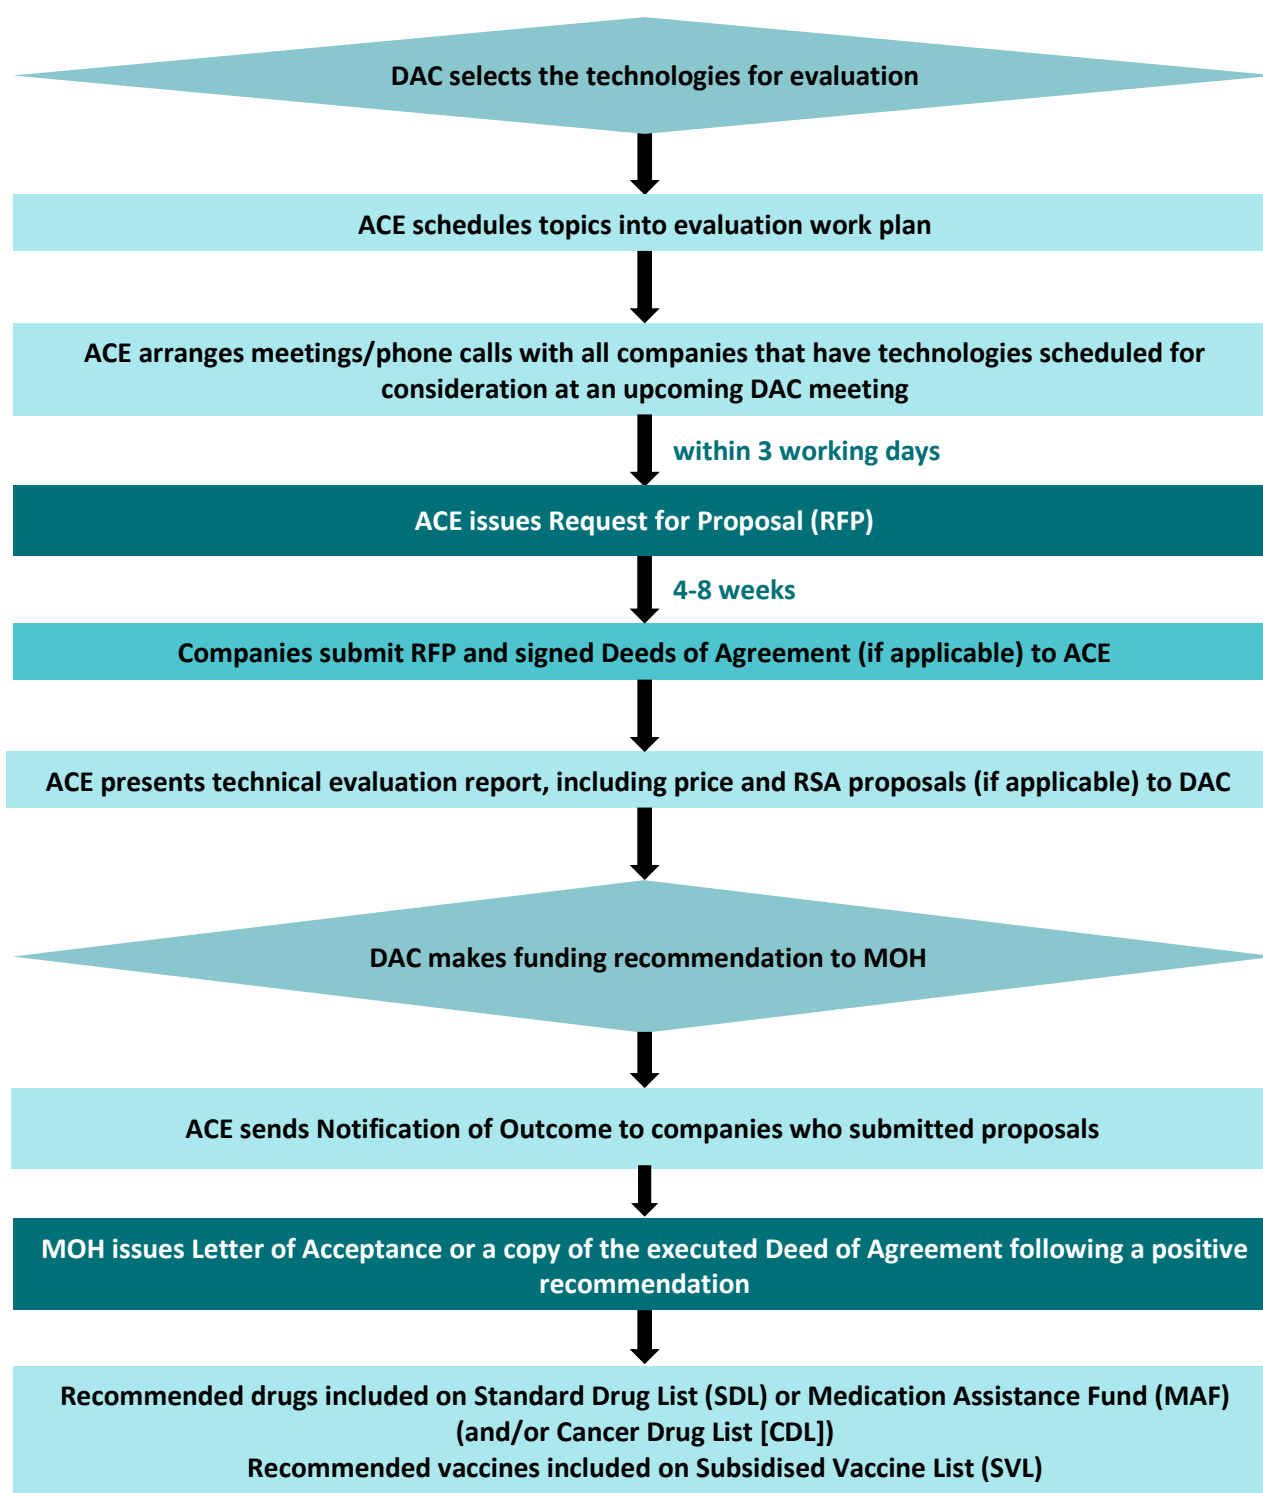 DAC selects the technologies for evaluation
ACE schedules topics into evaluation work plan
ACE arranges meetings/phone calls with all companies that have technologies scheduled for
consideration at an upcoming DAC meeting
within 3 working days
ACE issues Request for Proposal (RFP)
4-8 weeks
Companies submit RFP and signed Deeds of Agreement (if applicable) to ACE
ACE presents technical evaluation report, including price and RSA proposals (if applicable) to DAC
DAC makes funding recommendation to MOH
ACE sends Notification of Outcome to companies who submitted proposals
MOH issues Letter of Acceptance or a copy of the executed Deed of Agreement following a positive
recommendation
Recommended drugs included on Standard Drug List (SDL) or Medication Assistance Fund (MAF)
(and/or Cancer Drug List [CDL])
Recommended vaccines included on Subsidised Vaccine List (SVL)